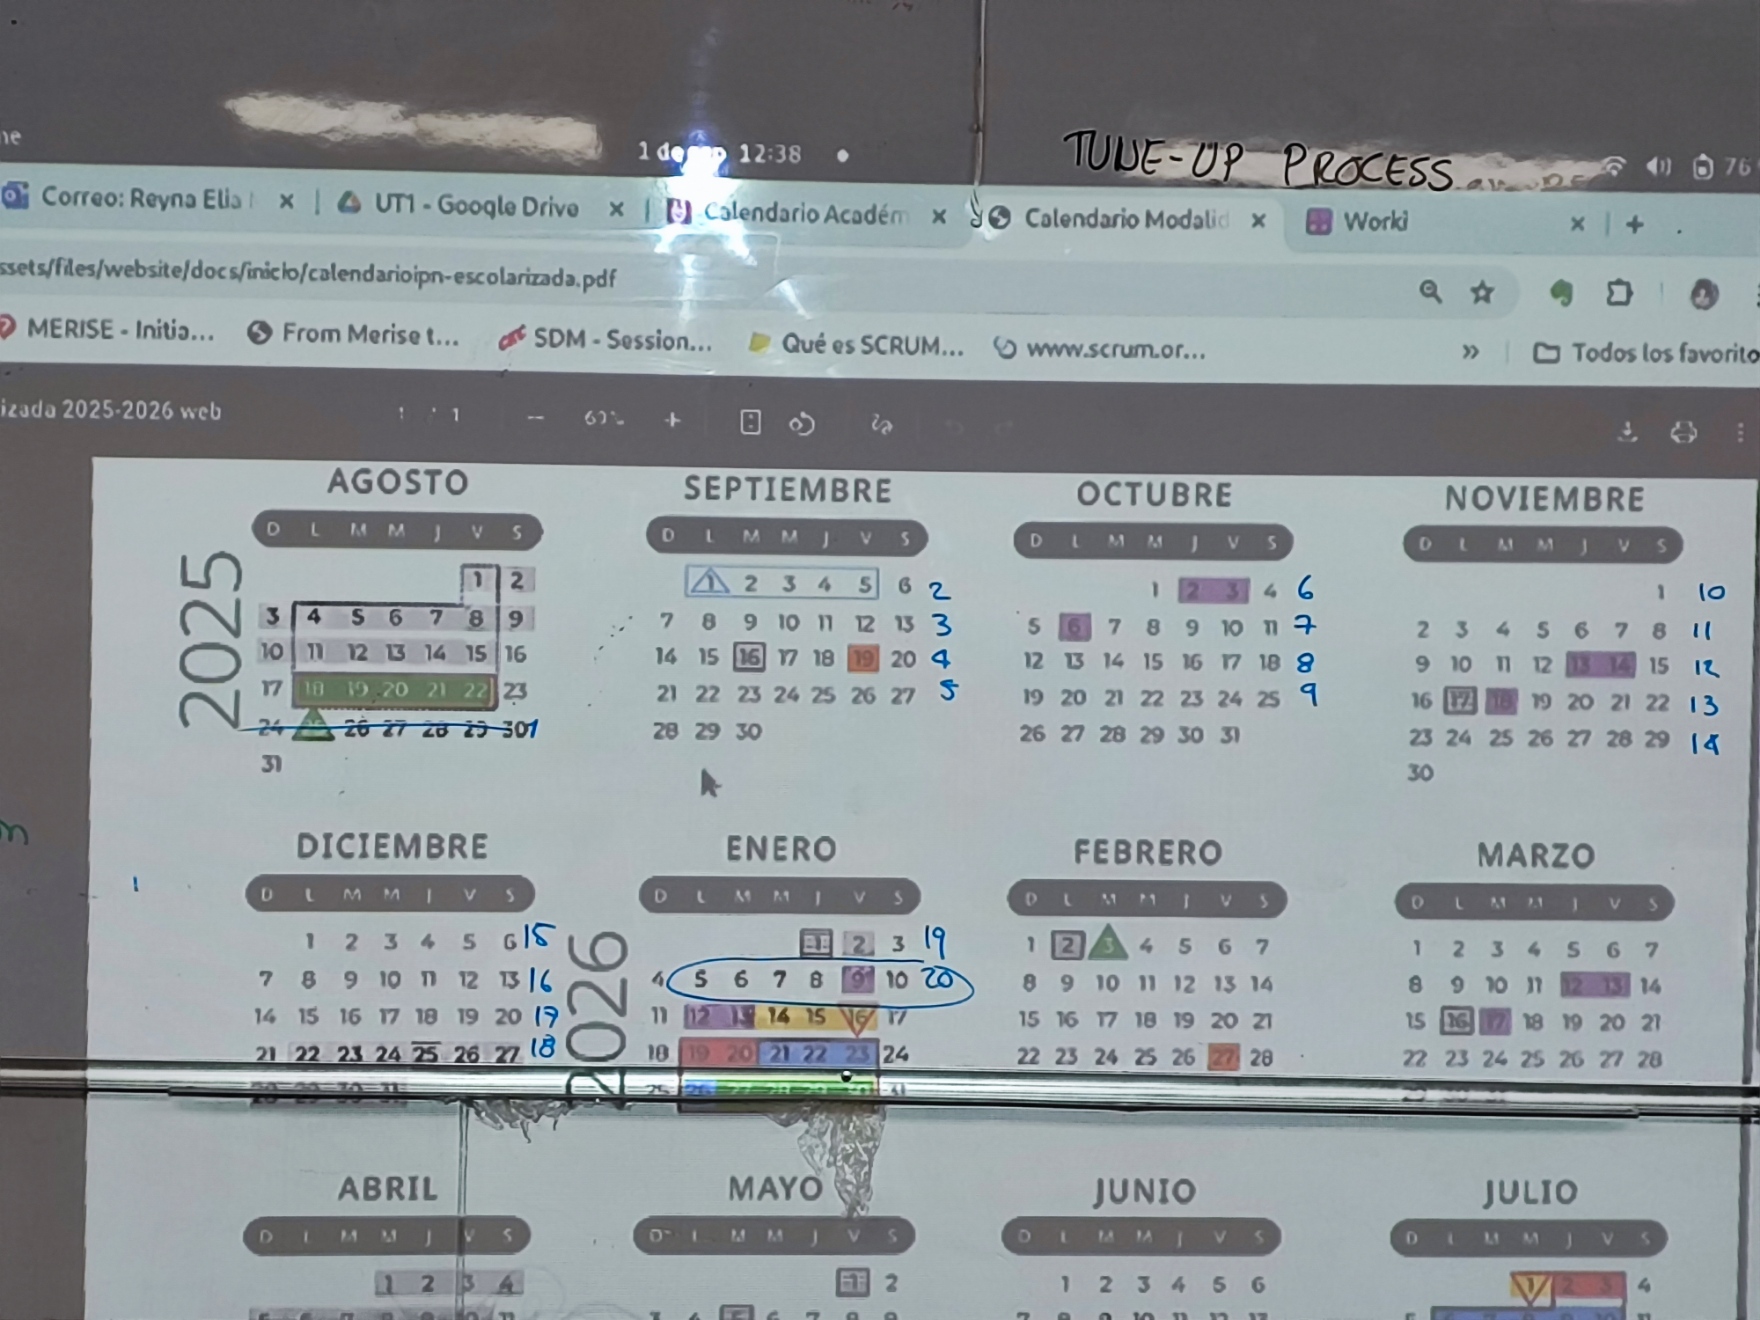 12:38
TUNE-UP PROCESS
76
Correo: Reyna Elia
UT1 - Google Drive
Calendario Académ
Calendario Modalid
Worki
ssets/files/website/docs/inicio/calendarioipn-escolarizada.pdf
MERISE - Initia...
From Merise t...
SDM - Session...
Qué es SCRUM...
www.scrum.or...
Todos los favorito
izada 2025-2026 web
1 1
2025
AGOSTO
D L M M J V S
1 2
3 4 5 6 7 8 9
10 11 12 13 14 15 16
17 18 19 20 21 22 23
24 26 27 28 29 30 1
31
SEPTIEMBRE
D L M M J V S
1 2 3 4 5 6 2
7 8 9 10 11 12 13 3
14 15 16 17 18 19 20 4
21 22 23 24 25 26 27 5
28 29 30
OCTUBRE
D L M M J V S
1 2 3 4 6
5 6 7 8 9 10 11 7
12 13 14 15 16 17 18 8
19 20 21 22 23 24 25 9
26 27 28 29 30 31
NOVIEMBRE
D L M M J V S
1 10
2 3 4 5 6 7 8 11
9 10 11 12 13 14 15 12
16 17 18 19 20 21 22 13
23 24 25 26 27 28 29 14
30
DICIEMBRE
D L M M J V S
1 2 3 4 5 6 15
7 8 9 10 11 12 13 16
14 15 16 17 18 19 20 17
21 22 23 24 25 26 27 18
28 29 30 31
2026
ENERO
D L M M J V S
1 2 3 19
4 5 6 7 8 9 10 20
11 12 13 14 15 16 17
18 19 20 21 22 23 24
25 26 27 28 29 30 31
FEBRERO
D L M M J V S
1 2 3 4 5 6 7
8 9 10 11 12 13 14
15 16 17 18 19 20 21
22 23 24 25 26 27 28
MARZO
D L M M J V S
1 2 3 4 5 6 7
8 9 10 11 12 13 14
15 16 17 18 19 20 21
22 23 24 25 26 27 28
ABRIL
D L M M J V S
1 2 3 4
MAYO
D L M M J V S
1 2
JUNIO
D L M M J V S
1 2 3 4 5 6
JULIO
D L M M J V S
1 2 3 4